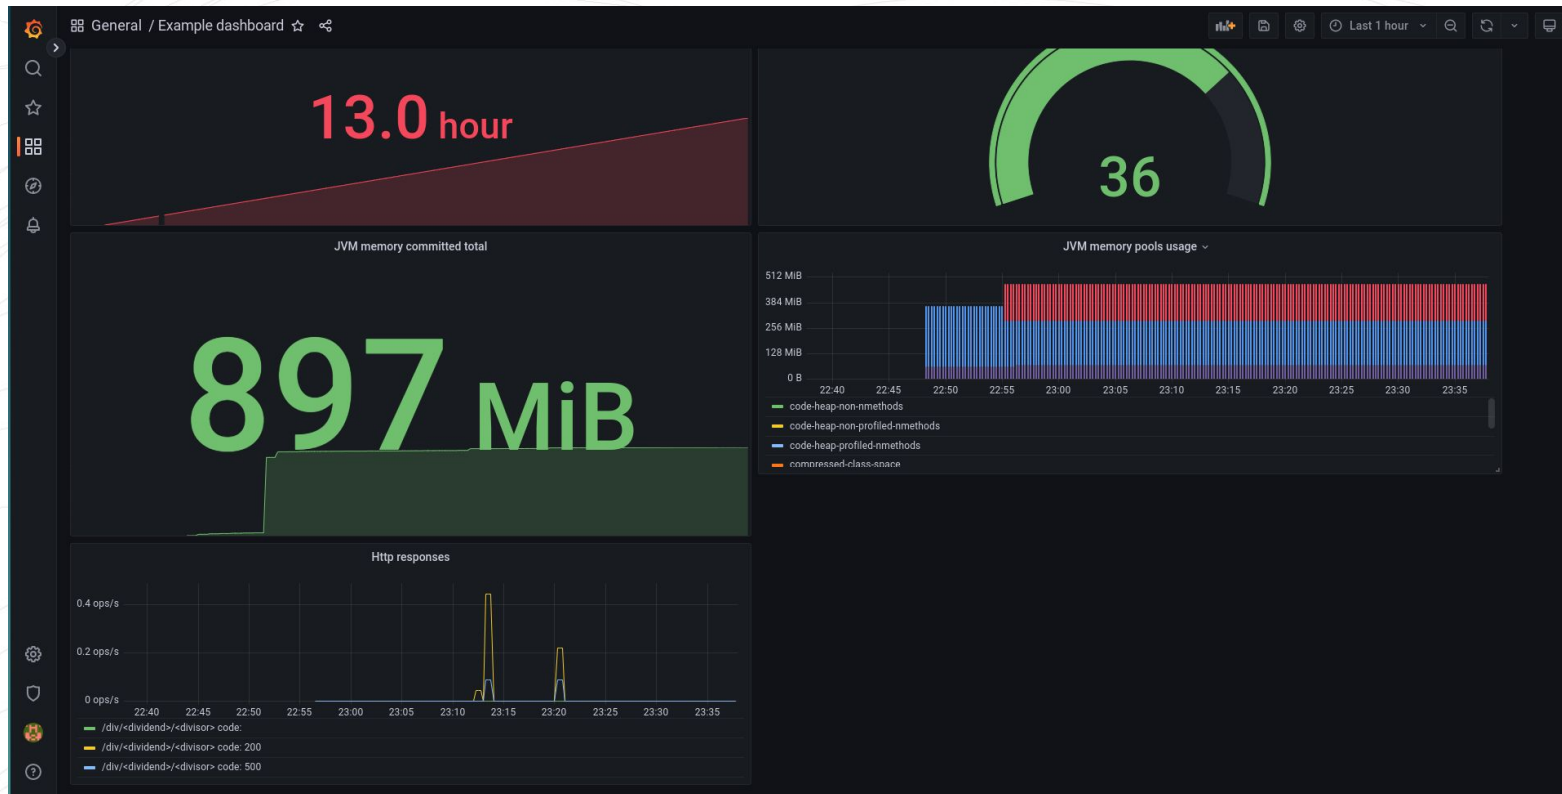 General / Example dashboard
Last 1 hour
13.0 hour
36
JVM memory committed total
897 MiB
JVM memory pools usage
512 MiB
384 MiB
256 MiB
128 MiB
0 B
22:40 22:45 22:50 22:55 23:00 23:05 23:10 23:15 23:20 23:25 23:30 23:35
code-heap-non-nmethods
code-heap-non-profiled-nmethods
code-heap-profiled-nmethods
compressed-class-space
Http responses
0.4 ops/s
0.2 ops/s
0 ops/s
22:40 22:45 22:50 22:55 23:00 23:05 23:10 23:15 23:20 23:25 23:30 23:35
/div/<dividend>/<divisor> code:
/div/<dividend>/<divisor> code: 200
/div/<dividend>/<divisor> code: 500